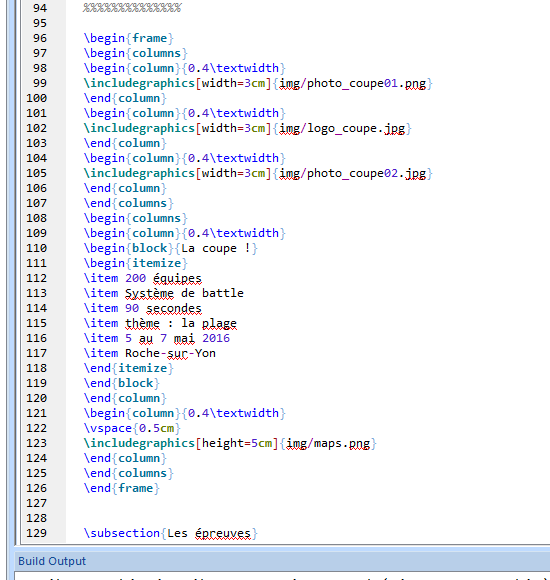 94 %%%%%%%%%%%%%%
95
96 \begin{frame}
97 \begin{columns}
98 \begin{column}{0.4\textwidth}
99 \includegraphics[width=3cm]{img/photo_coupe01.png}
100 \end{column}
101 \begin{column}{0.4\textwidth}
102 \includegraphics[width=3cm]{img/logo_coupe.jpg}
103 \end{column}
104 \begin{column}{0.4\textwidth}
105 \includegraphics[width=3cm]{img/photo_coupe02.jpg}
106 \end{column}
107 \end{columns}
108 \begin{columns}
109 \begin{column}{0.4\textwidth}
110 \begin{block}{La coupe !}
111 \begin{itemize}
112 \item 200 équipes
113 \item Système de battle
114 \item 90 secondes
115 \item thème : la plage
116 \item 5 au 7 mai 2016
117 \item Roche-sur-Yon
118 \end{itemize}
119 \end{block}
120 \end{column}
121 \begin{column}{0.4\textwidth}
122 \vspace{0.5cm}
123 \includegraphics[height=5cm]{img/maps.png}
124 \end{column}
125 \end{columns}
126 \end{frame}
127
128
129 \subsection{Les épreuves}
Build Output